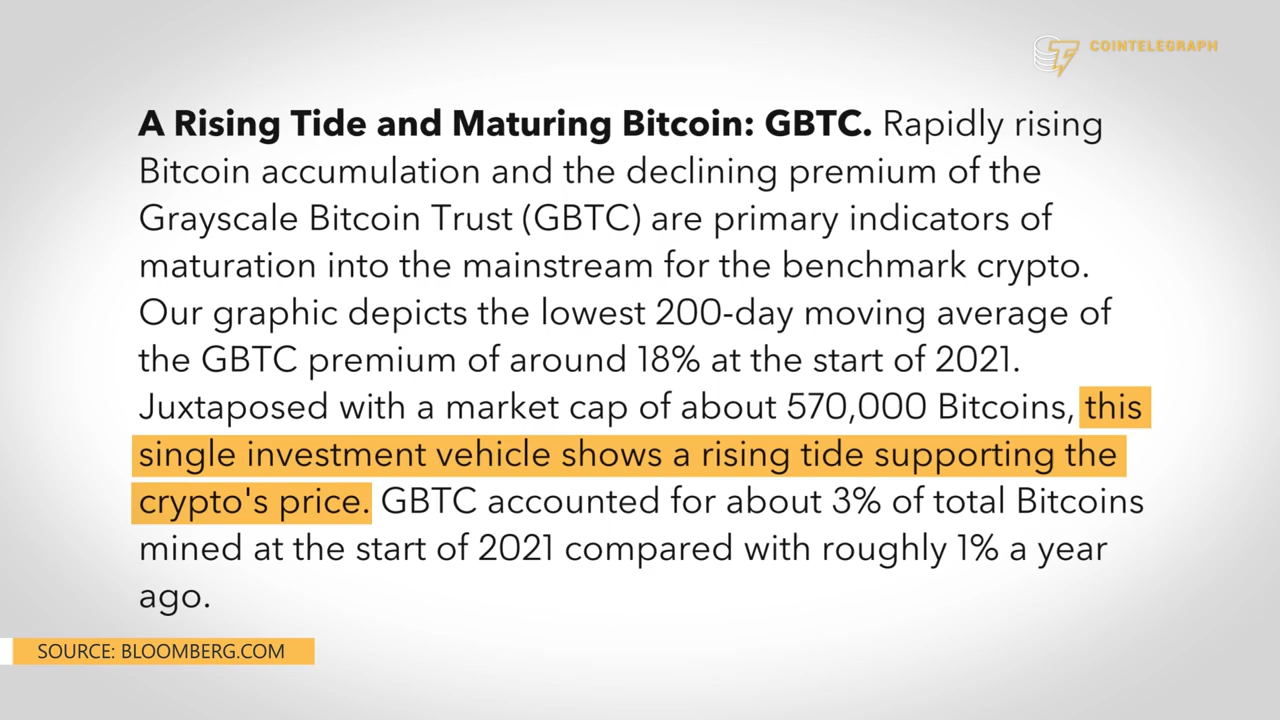 COINTELEGRAPH
A Rising Tide and Maturing Bitcoin: GBTC. Rapidly rising
Bitcoin accumulation and the declining premium of the
Grayscale Bitcoin Trust (GBTC) are primary indicators of
maturation into the mainstream for the benchmark crypto.
Our graphic depicts the lowest 200-day moving average of
the GBTC premium of around 18% at the start of 2021.
Juxtaposed with a market cap of about 570,000 Bitcoins, this
single investment vehicle shows a rising tide supporting the
crypto's price. GBTC accounted for about 3% of total Bitcoins
mined at the start of 2021 compared with roughly 1% a year
ago.
SOURCE: BLOOMBERG.COM